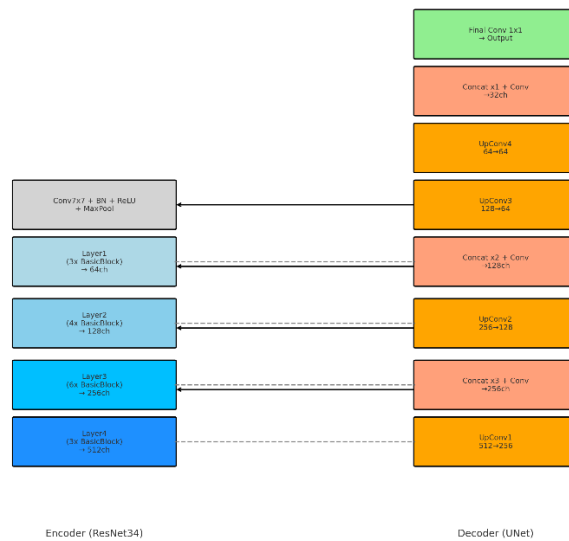 Final Conv 1x1
→ Output
Concat x1 + Conv
→32ch
UpConv4
64→64
Conv7x7 + BN + ReLU
+ MaxPool
UpConv3
128→64
Layer1
(3x BasicBlock)
→ 64ch
Concat x2 + Conv
→128ch
Layer2
(4x BasicBlock)
→ 128ch
UpConv2
256→128
Layer3
(6x BasicBlock)
→ 256ch
Concat x3 + Conv
→256ch
Layer4
(3x BasicBlock)
→ 512ch
UpConv1
512→256
Encoder (ResNet34)
Decoder (UNet)